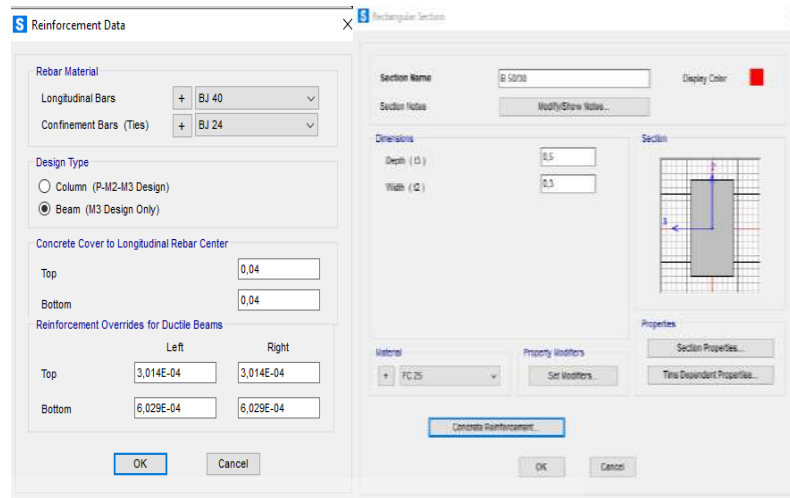 S Reinforcement Data X
Rebar Material
Longitudinal Bars + BJ 40
Confinement Bars (Ties) + BJ 24
Design Type
Column (P-M2-M3 Design)
Beam (M3 Design Only)
Concrete Cover to Longitudinal Rebar Center
Top 0,04
Bottom 0,04
Reinforcement Overrides for Ductile Beams
Left Right
Top 3,014E-04 3,014E-04
Bottom 6,029E-04 6,029E-04
OK Cancel
S Rectangular Section
Section Name B 50/30 Display Color
Section Notes Modify/Show Notes...
Dimensions
Depth (t3) 0,5
Width (t2) 0,3
Section
2
3
Properties
Section Properties...
Time Dependent Properties...
Material
+ FC 25
Property Modifiers
Set Modifiers...
Concrete Reinforcement...
OK Cancel